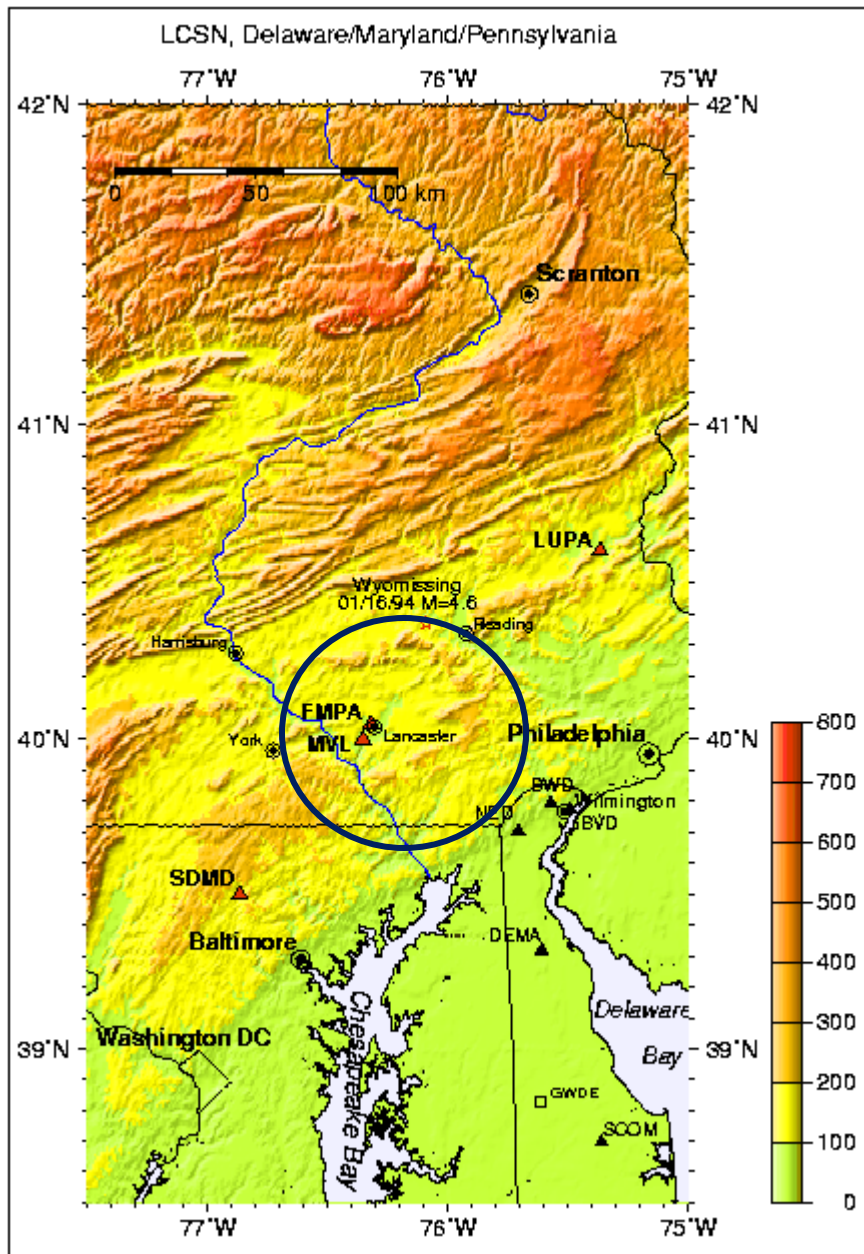 LCSN, Delaware/Maryland/Pennsylvania
77°W 76°W 75°W
42°N 42°N
0 50 100 km
Scranton
41°N 41°N
LUPA
Wyomissing
01/16/94 M=4.6
Reading
Harrisburg
FMPA
Lancaster
MVL
York
Philadelphia
40°N 40°N
800
700
600
500
400
300
200
100
0
BWD
Wilmington
NED
BVD
SDMD
DEMA
Baltimore
Chesapeake Bay
Delaware
Bay
Washington DC
39°N 39°N
GWDE
SCOM
77°W 76°W 75°W